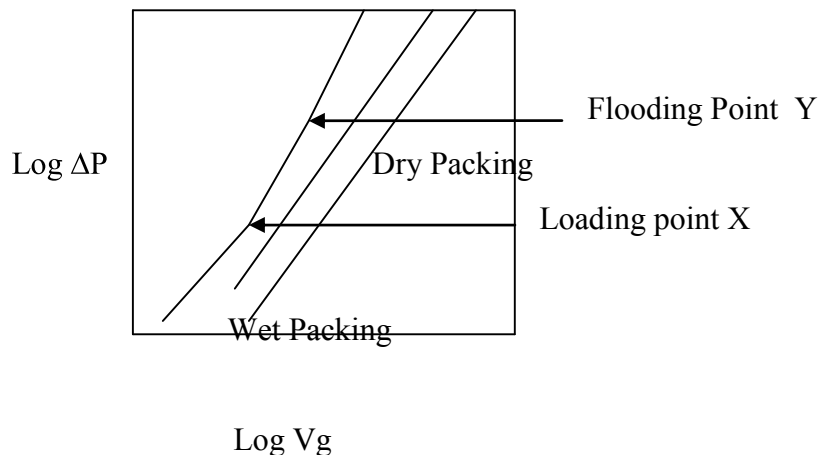 Flooding Point Y
Log ΔP
Dry Packing
Loading point X
Wet Packing
Log Vg